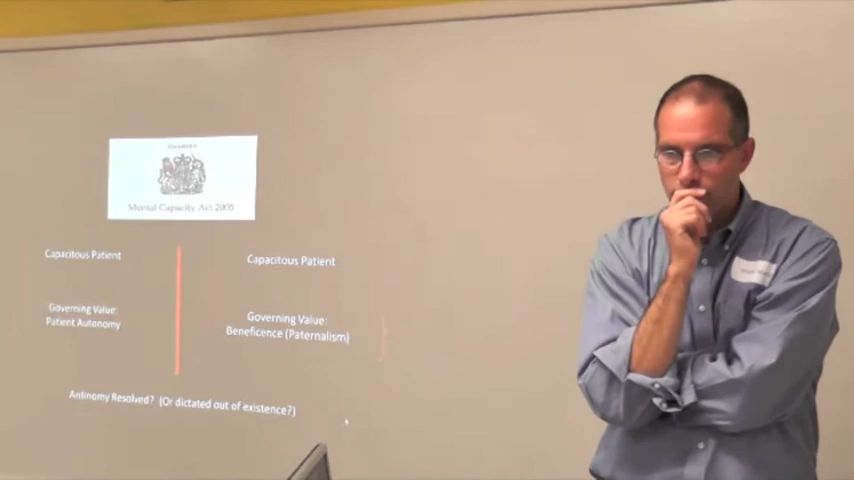 Mental Capacity Act 2005
Capacitous Patient
Capacitous Patient
Governing Value:
Patient Autonomy
Governing Value:
Beneficence (Paternalism)
Antinomy Resolved? (Or dictated out of existence?)